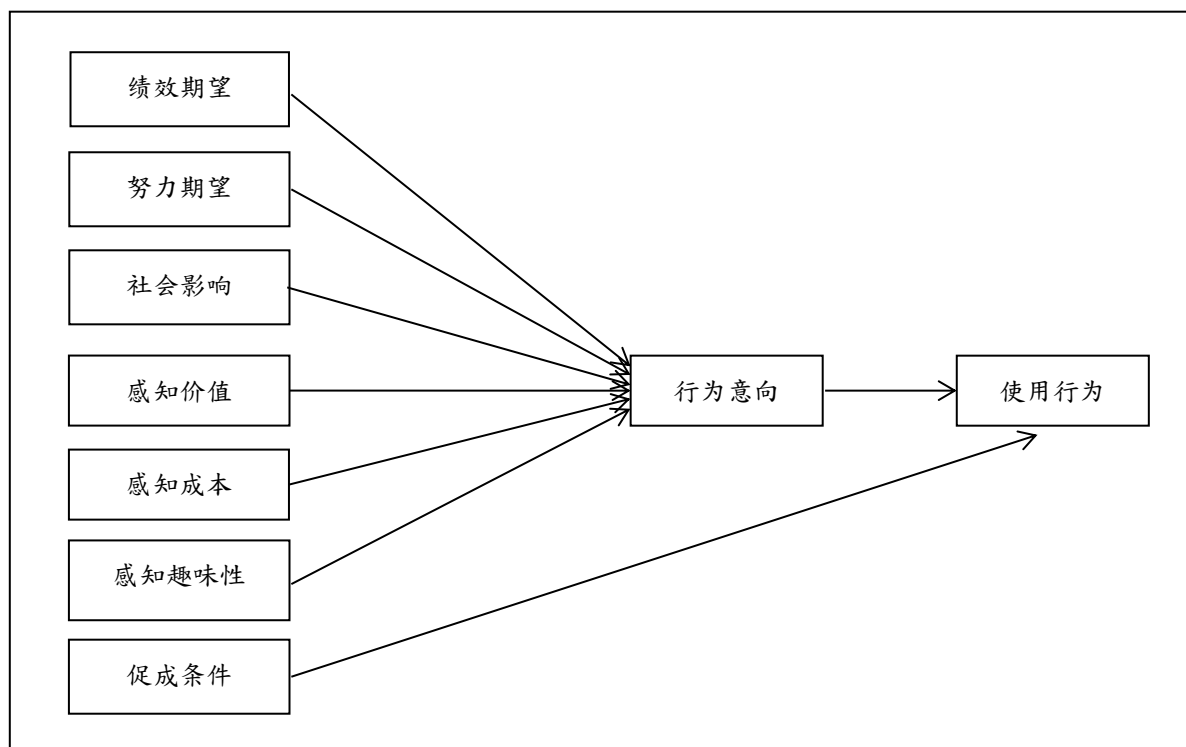 绩效期望
努力期望
社会影响
感知价值
感知成本
感知趣味性
促成条件
行为意向
使用行为